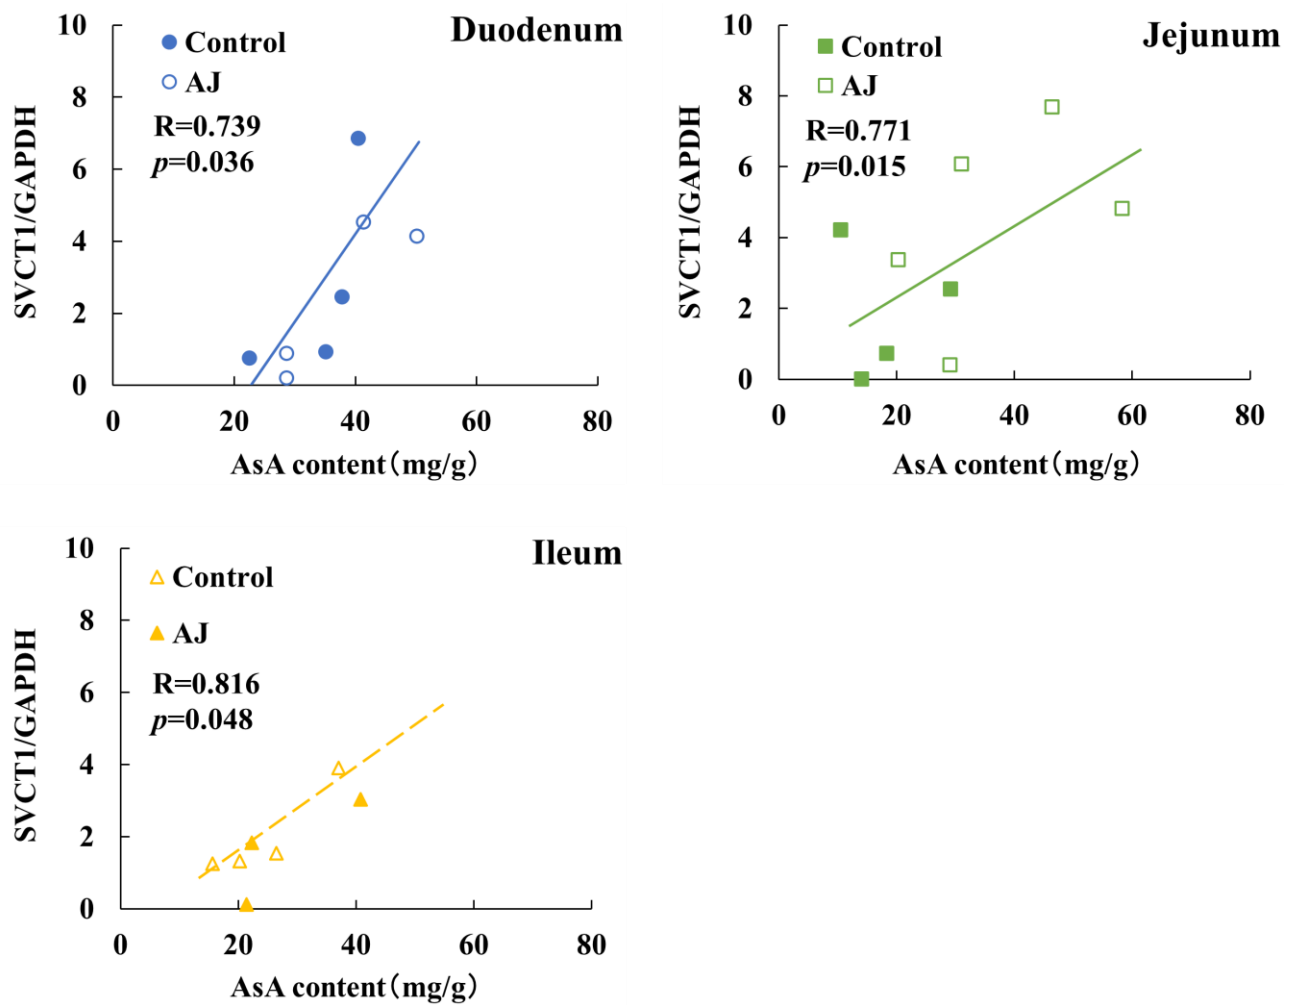 Duodenum
Control
AJ
R=0.739
p=0.036
SVCT1/GAPDH
10
8
6
4
2
0
0 20 40 60 80
AsA content（mg/g）
Jejunum
Control
AJ
R=0.771
p=0.015
SVCT1/GAPDH
10
8
6
4
2
0
0 20 40 60 80
AsA content（mg/g）
Ileum
Control
AJ
R=0.816
p=0.048
SVCT1/GAPDH
10
8
6
4
2
0
0 20 40 60 80
AsA content（mg/g）